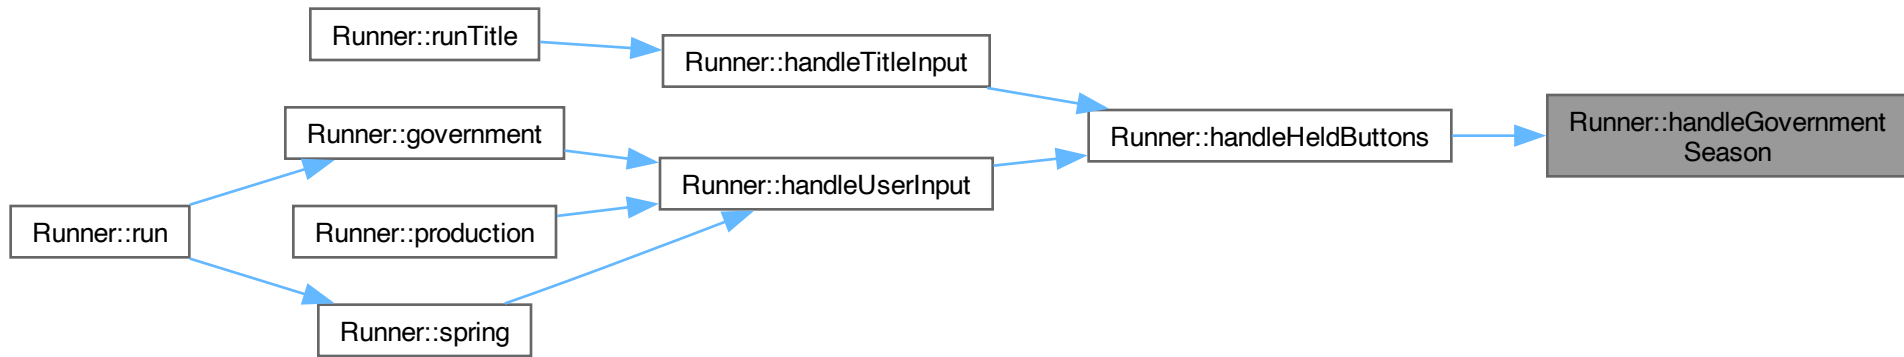 Runner::runTitle
Runner::handleTitleInput
Runner::government
Runner::handleHeldButtons
Runner::handleGovernment
Season
Runner::handleUserInput
Runner::run
Runner::production
Runner::spring